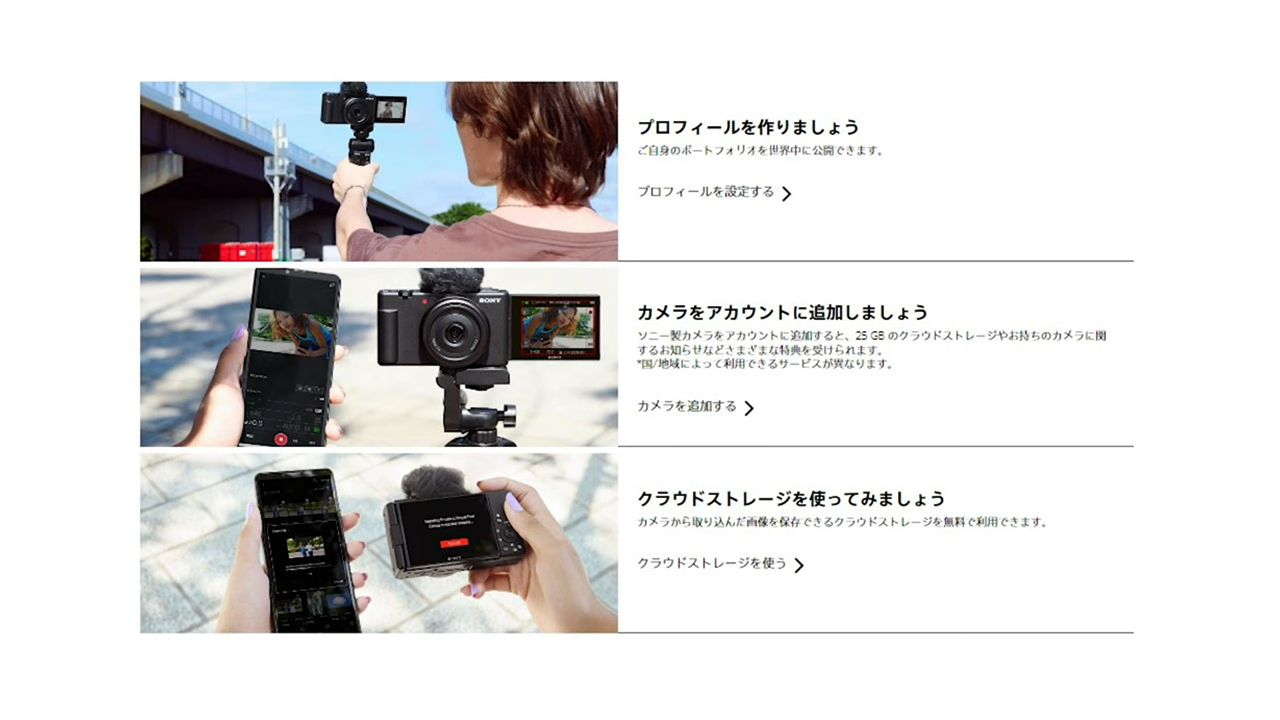 プロフィールを作りましょう
ご自身のポートフォリオを世界中に公開できます。
プロフィールを設定する
SONY
カメラをアカウントに追加しましょう
ソニー製カメラをアカウントに追加すると、25 GB のクラウドストレージやお持ちのカメラに関
するお知らせなどさまざまな特典を受けられます。
*国/地域によって利用できるサービスが異なります。
カメラを追加する
クラウドストレージを使ってみましょう
カメラから取り込んだ画像を保存できるクラウドストレージを無料で利用できます。
クラウドストレージを使う